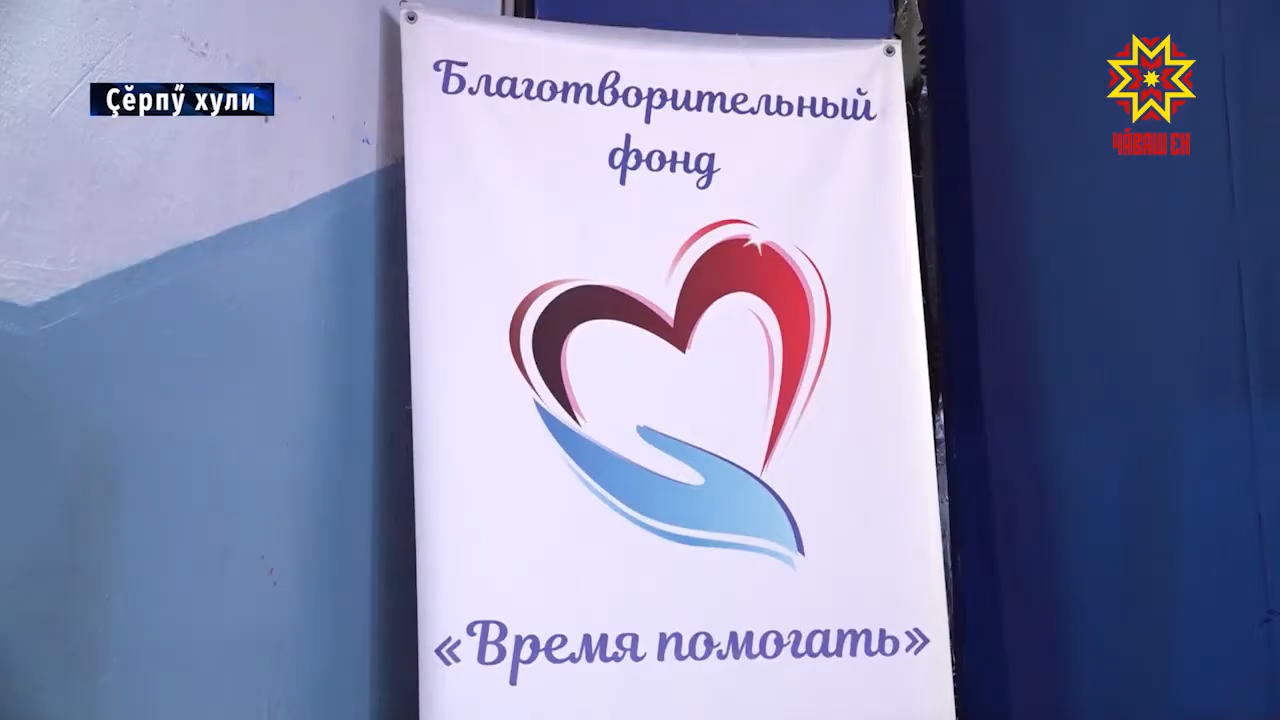 Ҫӗрпӳ хули
ЧӐВАШ ЕН
Благотворительный
фонд
«Время помогать»